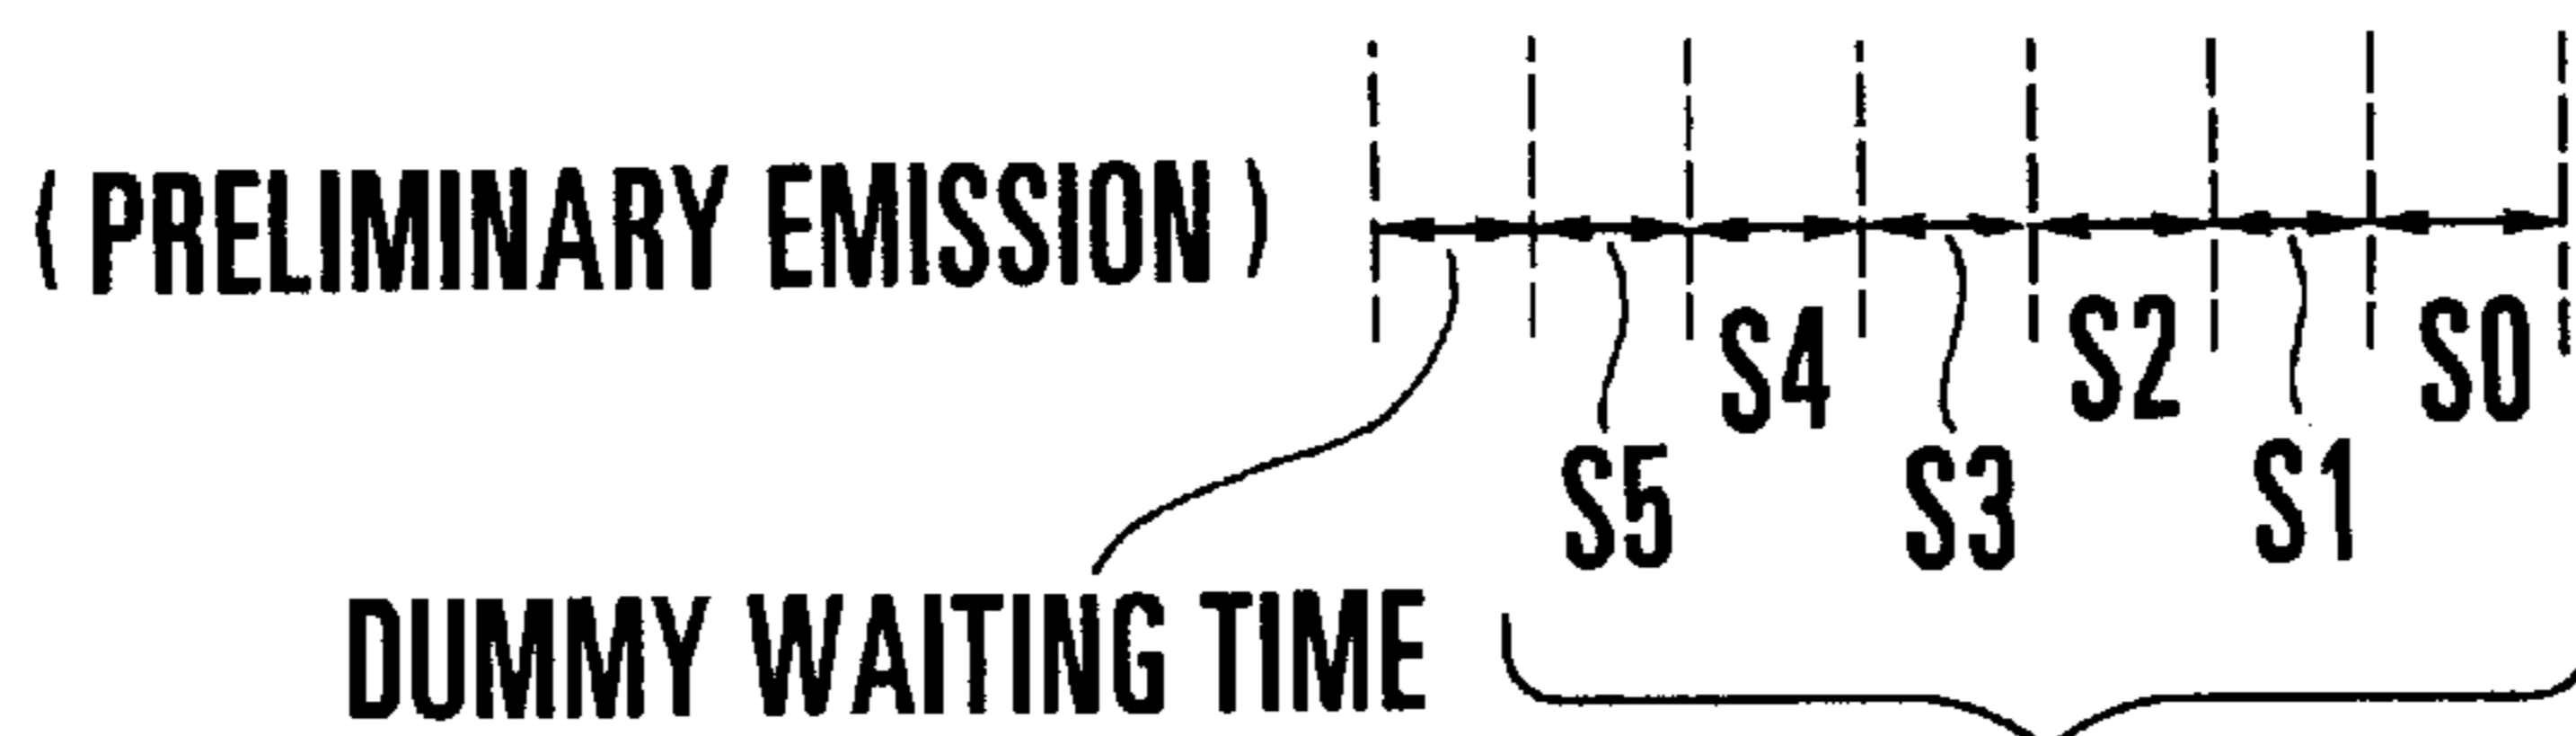 ( PRELIMINARY EMISSION )
S4 S2 S0
S5 S3 S1
DUMMY WAITING TIME